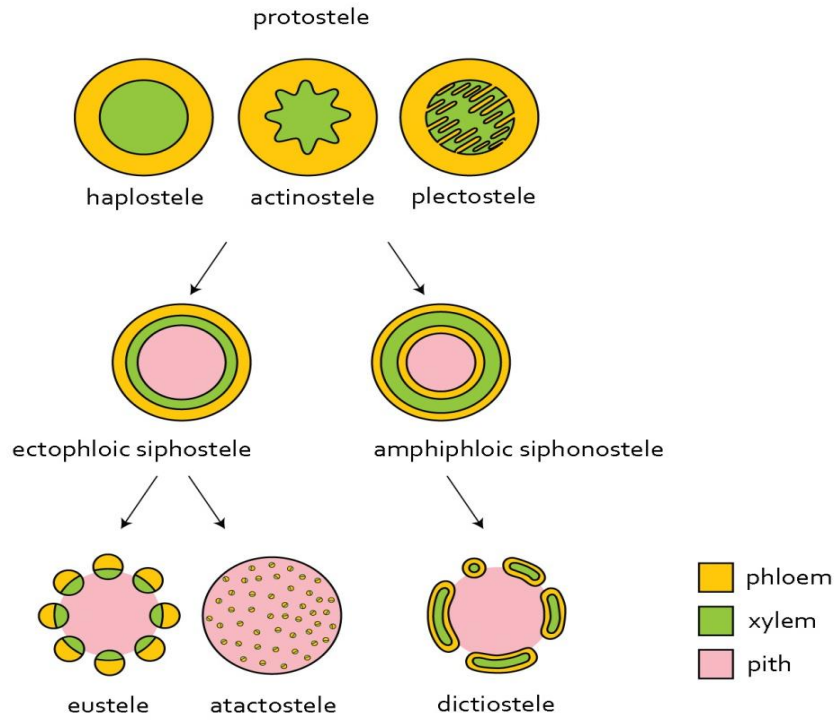 protostele
haplostele
actinostele
plectostele
ectophloic siphostele
amphiphloic siphonostele
eustele
atactostele
dictiostele
phloem
xylem
pith